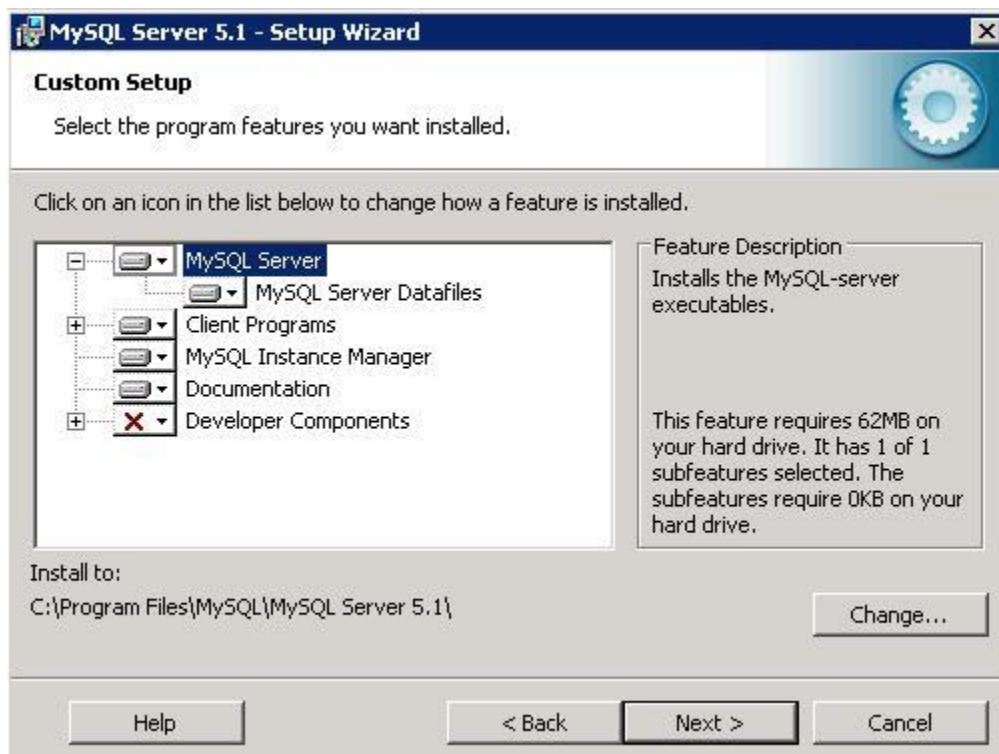 MySQL Server 5.1 - Setup Wizard
Custom Setup
Select the program features you want installed.
Click on an icon in the list below to change how a feature is installed.
MySQL Server
MySQL Server Datafiles
Client Programs
MySQL Instance Manager
Documentation
Developer Components
Feature Description
Installs the MySQL-server
executables.
This feature requires 62MB on
your hard drive. It has 1 of 1
subfeatures selected. The
subfeatures require 0KB on your
hard drive.
Install to:
C:\Program Files\MySQL\MySQL Server 5.1\
Change...
Help
< Back
Next >
Cancel